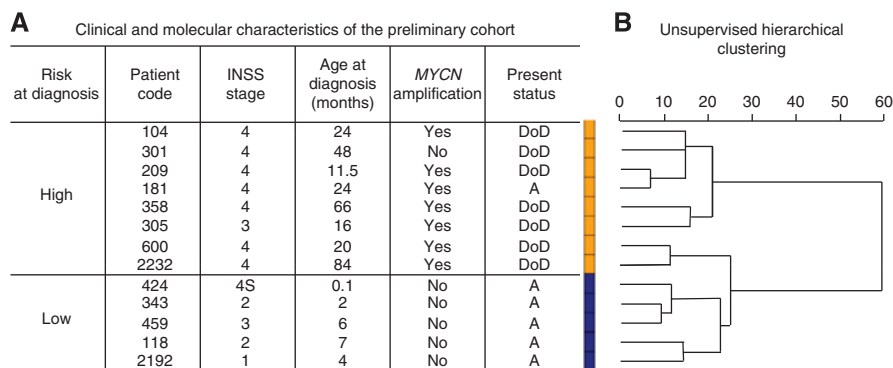 A Clinical and molecular characteristics of the preliminary cohort
Risk at diagnosis Patient code INSS stage Age at diagnosis (months) MYCN amplification Present status
High
104 4 24 Yes DoD
301 4 48 No DoD
209 4 11.5 Yes DoD
181 4 24 Yes A
358 4 66 Yes DoD
305 3 16 Yes DoD
600 4 20 Yes DoD
2232 4 84 Yes DoD
Low
424 4S 0.1 No A
343 2 2 No A
459 3 6 No A
118 2 7 No A
2192 1 4 No A
B Unsupervised hierarchical
clustering
0 10 20 30 40 50 60